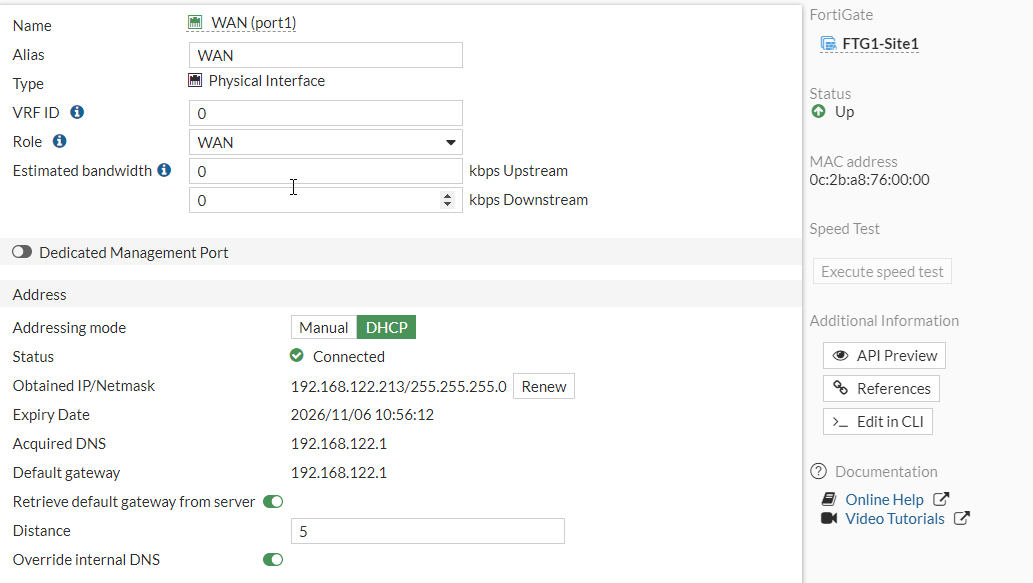 Name WAN (port1)
Alias WAN
Type Physical Interface
VRF ID 0
Role WAN
Estimated bandwidth 0 kbps Upstream
0 kbps Downstream
Dedicated Management Port
Address
Addressing mode Manual DHCP
Status Connected
Obtained IP/Netmask 192.168.122.213/255.255.255.0 Renew
Expiry Date 2026/11/06 10:56:12
Acquired DNS 192.168.122.1
Default gateway 192.168.122.1
Retrieve default gateway from server
Distance 5
Override internal DNS
FortiGate
FTG1-Site1
Status
Up
MAC address
0c:2b:a8:76:00:00
Speed Test
Execute speed test
Additional Information
API Preview
References
>_ Edit in CLI
Documentation
Online Help
Video Tutorials